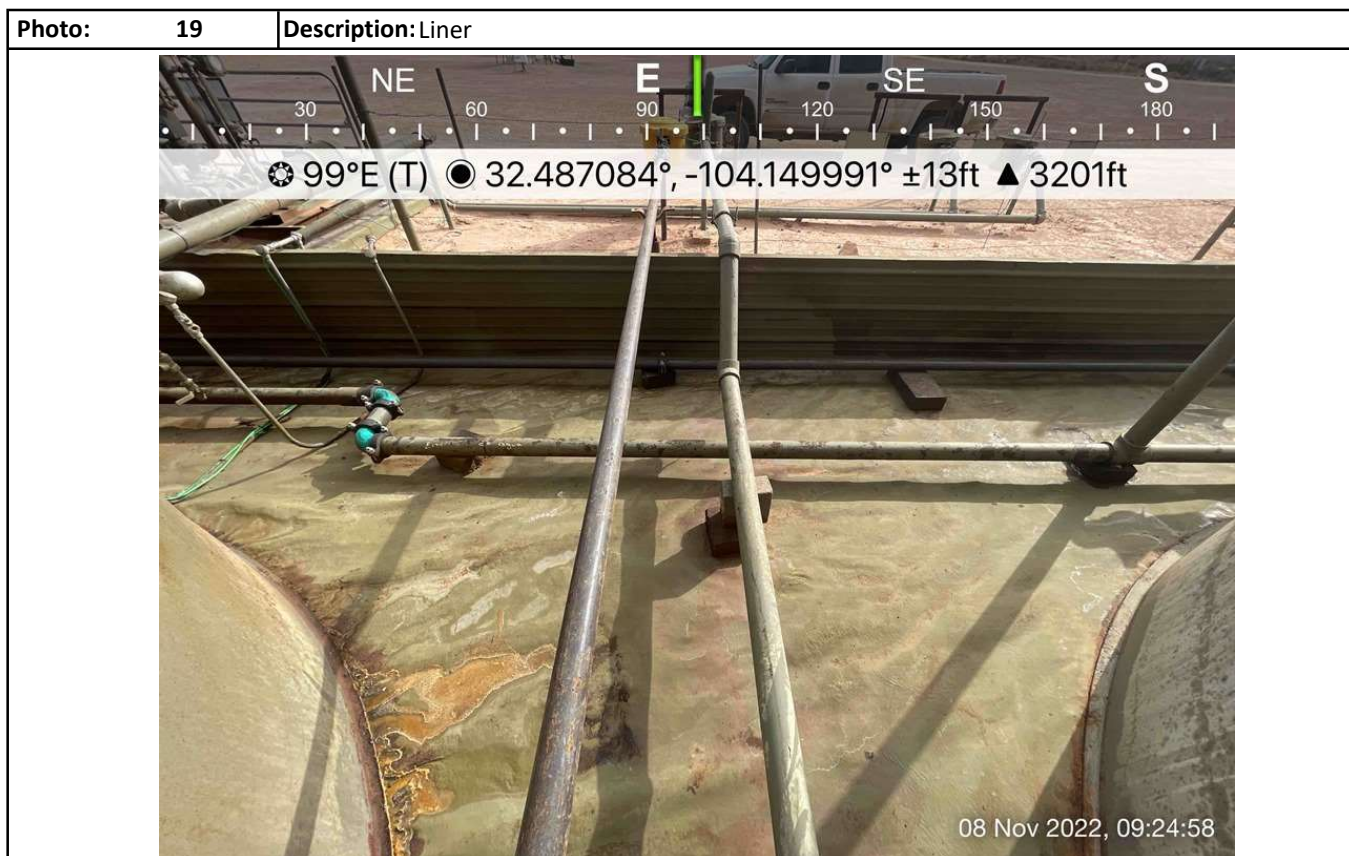 Photo: 19 Description: Liner
NE E SE S
30 60 90 120 150 180
99°E (T) 32.487084°, -104.149991° ±13ft ▲ 3201ft
08 Nov 2022, 09:24:58